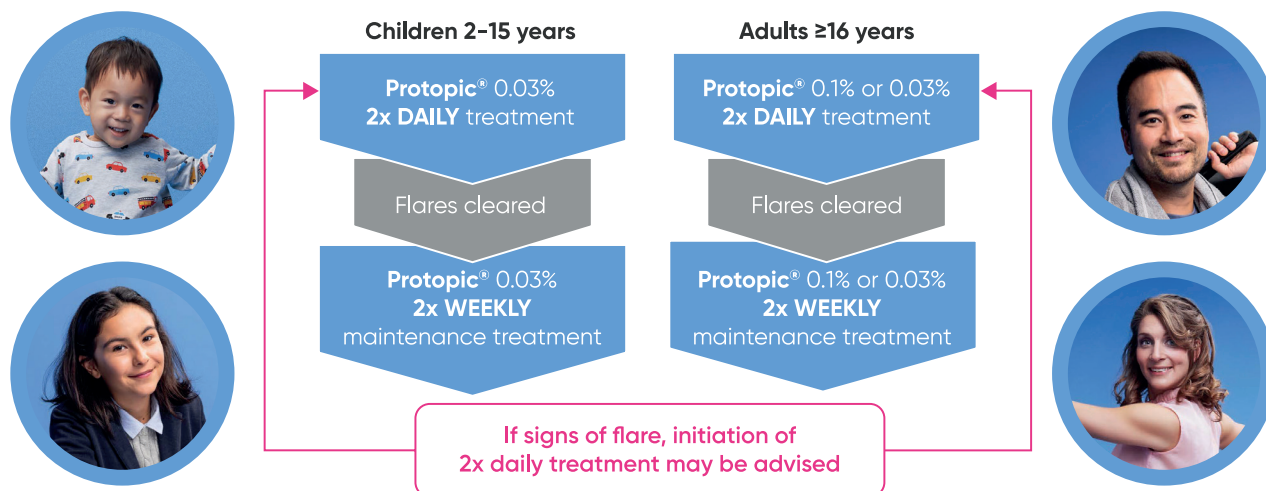 Children 2-15 years
Protopic® 0.03%
2x DAILY treatment
Flares cleared
Protopic® 0.03%
2x WEEKLY
maintenance treatment
Adults ≥16 years
Protopic® 0.1% or 0.03%
2x DAILY treatment
Flares cleared
Protopic® 0.1% or 0.03%
2x WEEKLY
maintenance treatment
If signs of flare, initiation of
2x daily treatment may be advised